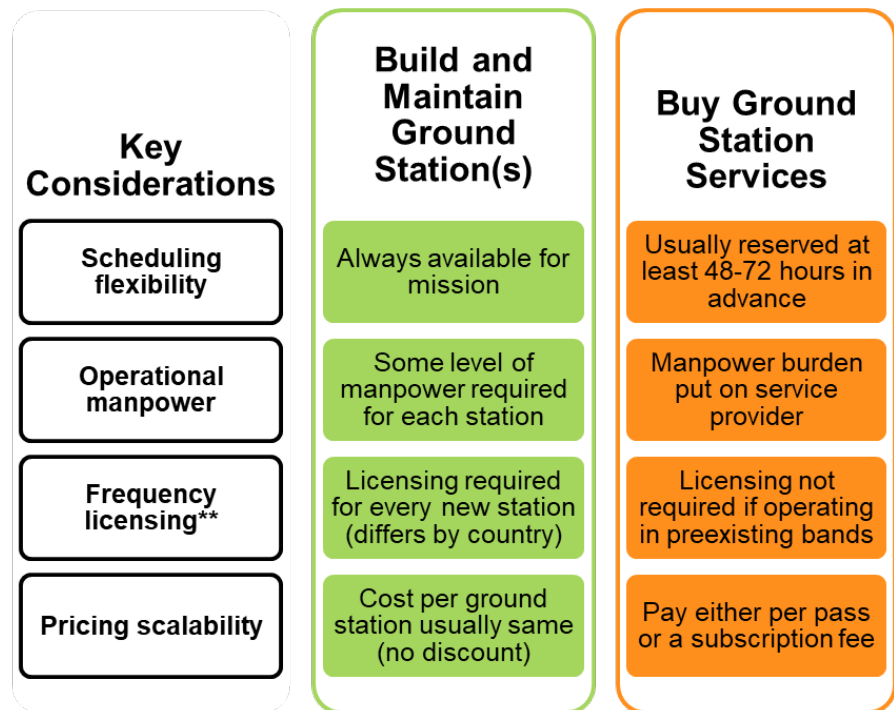 Key
Considerations
Build and
Maintain
Ground
Station(s)
Buy Ground
Station
Services
Scheduling
flexibility
Always available for
mission
Usually reserved at
least 48-72 hours in
advance
Operational
manpower
Some level of
manpower required
for each station
Manpower burden
put on service
provider
Frequency
licensing**
Licensing required
for every new station
(differs by country)
Licensing not
required if operating
in preexisting bands
Pricing scalability
Cost per ground
station usually same
(no discount)
Pay either per pass
or a subscription fee